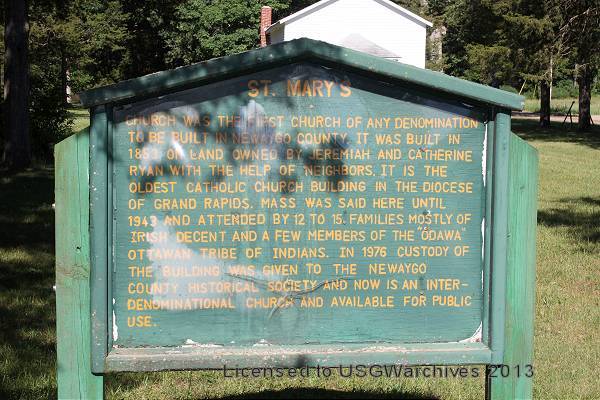 ST. MARY'S
CHURCH WAS THE FIRST CHURCH OF ANY DENOMINATION
TO BE BUILT IN NEWAYGO COUNTY. IT WAS BUILT IN
1853 ON LAND OWNED BY JEREMIAH AND CATHERINE
RYAN WITH THE HELP OF NEIGHBORS. IT IS THE
OLDEST CATHOLIC CHURCH BUILDING IN THE DIOCESE
OF GRAND RAPIDS. MASS WAS SAID HERE UNTIL
1943 AND ATTENDED BY 12 TO 15 FAMILIES MOSTLY OF
IRISH DECENT AND A FEW MEMBERS OF THE "ODAWA"
OTTAWAN TRIBE OF INDIANS. IN 1976 CUSTODY OF
THE BUILDING WAS GIVEN TO THE NEWAYGO
COUNTY HISTORICAL SOCIETY AND NOW IS AN INTER-
DENOMINATIONAL CHURCH AND AVAILABLE FOR PUBLIC
USE.
Licensed to USGWarchives 2013